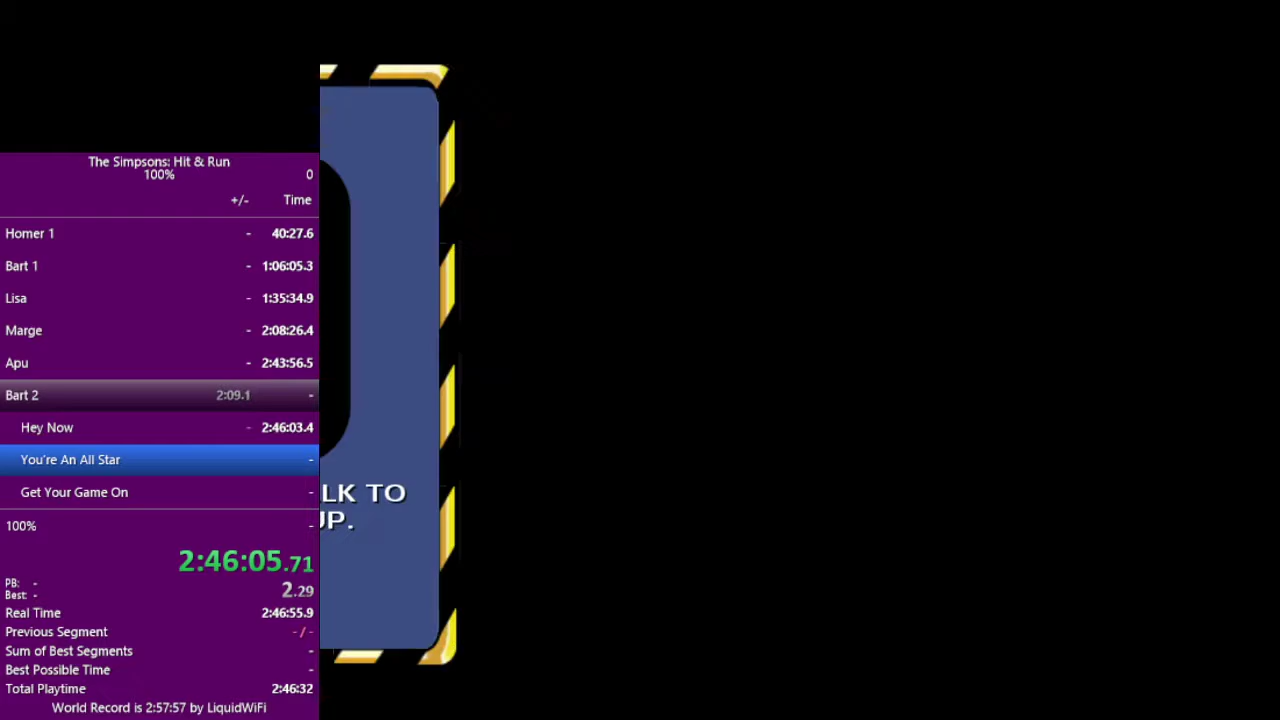 The Simpsons: Hit & Run
100% 0
+/- Time
Homer 1 - 40:27.6
Bart 1 - 1:06:05.3
Lisa - 1:35:34.9
Marge - 2:08:26.4
Apu - 2:43:56.5
Bart 2 2:09.1 -
Hey Now - 2:46:03.4
You're An All Star -
Get Your Game On -
LK TO
UP.
100% -
2:46:05.71
PB: -
Best: -
2.29
Real Time 2:46:55.9
Previous Segment - / -
Sum of Best Segments -
Best Possible Time -
Total Playtime 2:46:32
World Record is 2:57:57 by LiquidWiFi